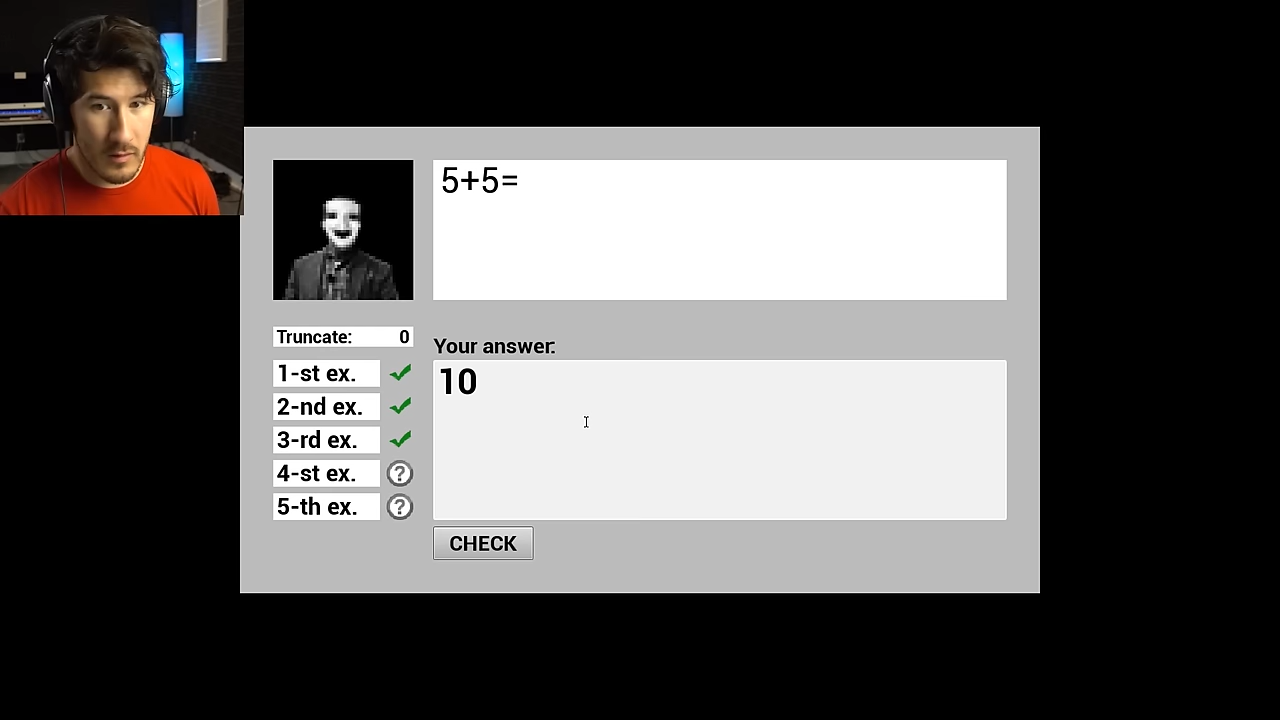 5+5=
Truncate: 0
Your answer:
10
1-st ex.
2-nd ex.
3-rd ex.
4-st ex.
5-th ex.
CHECK